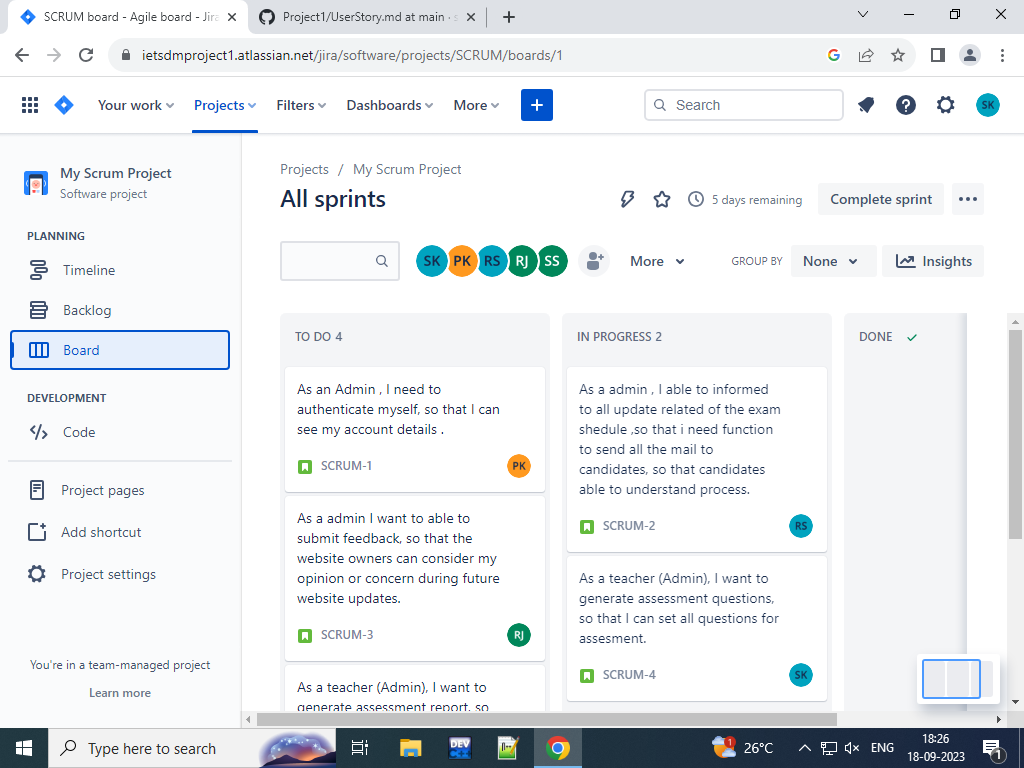 SCRUM board - Agile board - Jira
Project1/UserStory.md at main · s
ietsdmproject1.atlassian.net/jira/software/projects/SCRUM/boards/1
Your work
Projects
Filters
Dashboards
More
Search
SK
My Scrum Project
Software project
PLANNING
Timeline
Backlog
Board
DEVELOPMENT
Code
Project pages
Add shortcut
Project settings
You're in a team-managed project
Learn more
Projects / My Scrum Project
All sprints
5 days remaining
Complete sprint
SK PK RS RJ SS
More
GROUP BY
None
Insights
TO DO 4
As an Admin , I need to
authenticate myself, so that I can
see my account details .
SCRUM-1
PK
As a admin I want to able to
submit feedback, so that the
website owners can consider my
opinion or concern during future
website updates.
SCRUM-3
RJ
As a teacher (Admin), I want to
generate assessment report, so
IN PROGRESS 2
As a admin , I able to informed
to all update related of the exam
shedule ,so that i need function
to send all the mail to
candidates, so that candidates
able to understand process.
SCRUM-2
RS
As a teacher (Admin), I want to
generate assessment questions,
so that I can set all questions for
assesment.
SCRUM-4
SK
DONE
Type here to search
DEV
1
26°C
ENG
18:26
18-09-2023
1